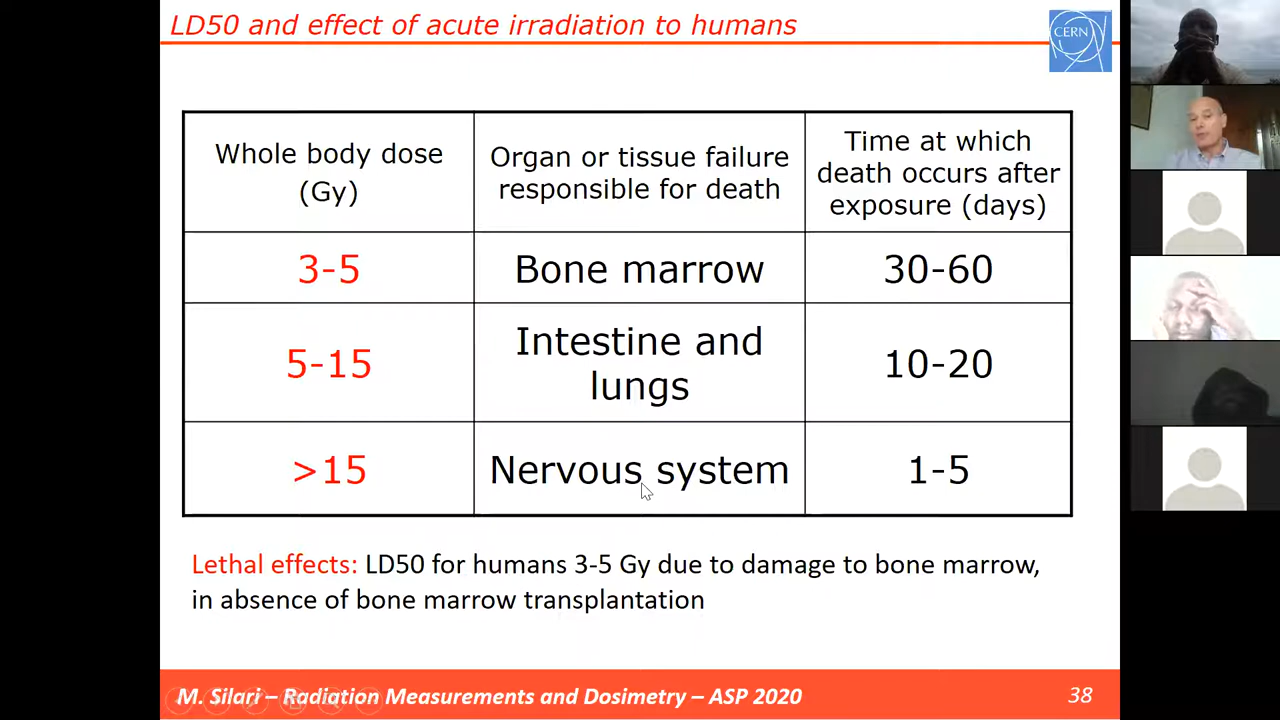 LD50 and effect of acute irradiation to humans
CERN
Whole body dose
(Gy)
Organ or tissue failure
responsible for death
Time at which
death occurs after
exposure (days)
3-5
Bone marrow
30-60
5-15
Intestine and
lungs
10-20
>15
Nervous system
1-5
Lethal effects: LD50 for humans 3-5 Gy due to damage to bone marrow,
in absence of bone marrow transplantation
M. Silari – Radiation Measurements and Dosimetry – ASP 2020
38